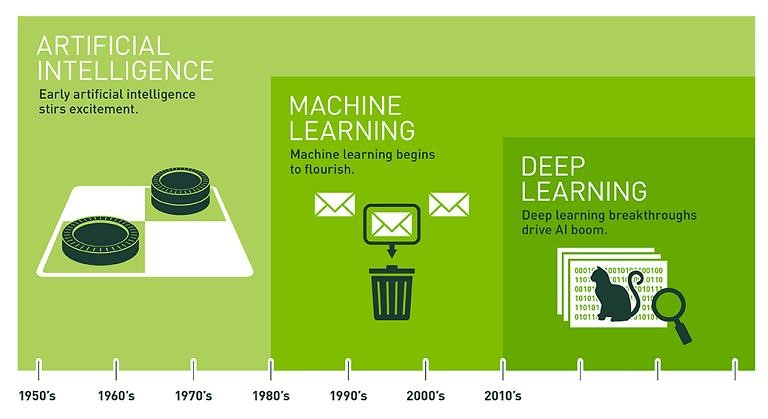 ARTIFICIAL
INTELLIGENCE
Early artificial intelligence
stirs excitement.
MACHINE
LEARNING
Machine learning begins
to flourish.
DEEP
LEARNING
Deep learning breakthroughs
drive AI boom.
1950's 1960's 1970's 1980's 1990's 2000's 2010's